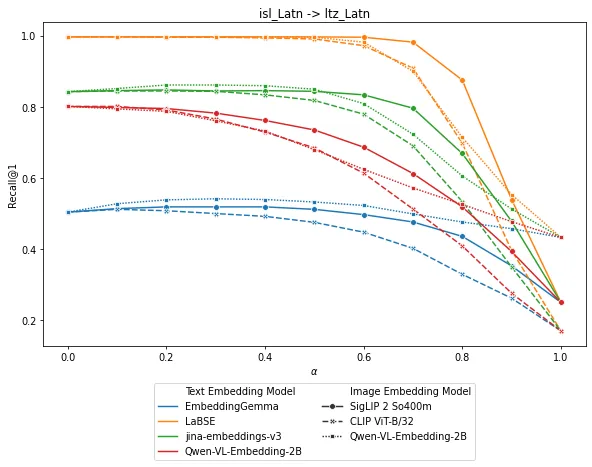 isl_Latn -> ltz_Latn
Recall@1
1.0
0.8
0.6
0.4
0.2
0.0 0.2 0.4 0.6 0.8 1.0
α
Text Embedding Model
EmbeddingGemma
LaBSE
jina-embeddings-v3
Qwen-VL-Embedding-2B
Image Embedding Model
SigLIP 2 So400m
CLIP ViT-B/32
Qwen-VL-Embedding-2B